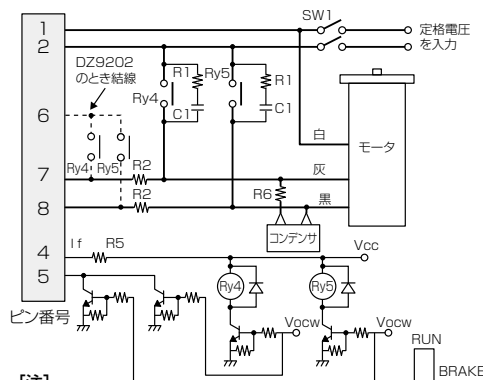 SW1
定格電圧
を入力
1
2
DZ9202
のとき結線
R1
Ry5
R1
Ry4
C1
C1
6
白
モータ
Ry4
Ry5
R2
灰
7
R2
R6
黒
8
コンデンサ
4
If
R5
Vcc
5
Ry4
Ry5
ピン番号
Vocw
Vocw
RUN
BRAKE
[注]